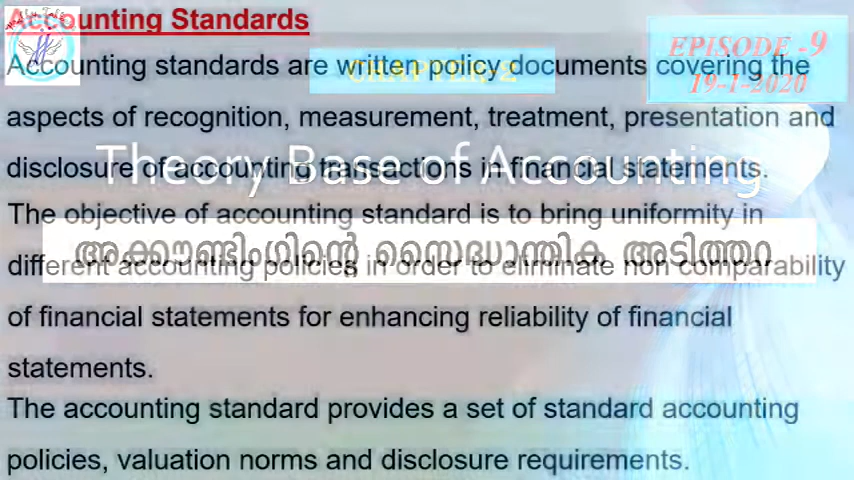 Accounting Standards
EPISODE -9
19-1-2020
Accounting standards are written policy documents covering the
CHAPTER-2
aspects of recognition, measurement, treatment, presentation and
disclosure of accounting transactions in financial statements.
Theory Base of Accounting
The objective of accounting standard is to bring uniformity in
അക്കൗണ്ടിംഗിന്റെ സൈദ്ധാന്തിക അടിത്തറ
different accounting policies in order to eliminate non comparability
of financial statements for enhancing reliability of financial
statements.
The accounting standard provides a set of standard accounting
policies, valuation norms and disclosure requirements.